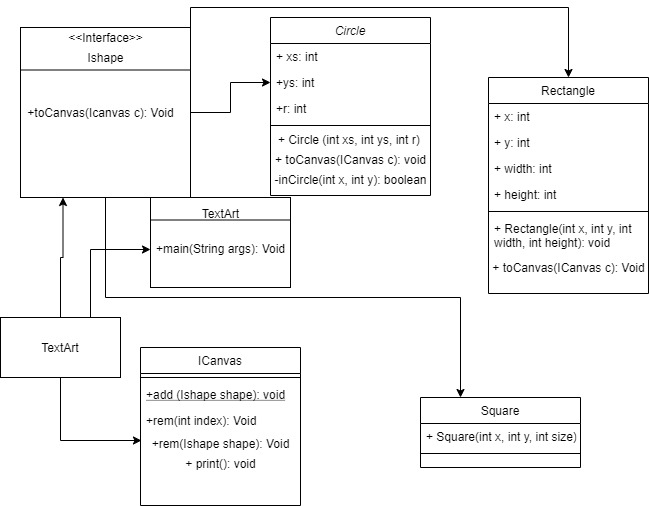 <<Interface>>
Ishape
+toCanvas(Icanvas c): Void
Circle
+ xs: int
+ys: int
+r: int
+ Circle (int xs, int ys, int r)
+ toCanvas(ICanvas c): void
-inCircle(int x, int y): boolean
Rectangle
+ x: int
+ y: int
+ width: int
+ height: int
+ Rectangle(int x, int y, int
width, int height): void
+ toCanvas(ICanvas c): Void
TextArt
+main(String args): Void
TextArt
ICanvas
+add (Ishape shape): void
+rem(int index): Void
+rem(Ishape shape): Void
+ print(): void
Square
+ Square(int x, int y, int size)